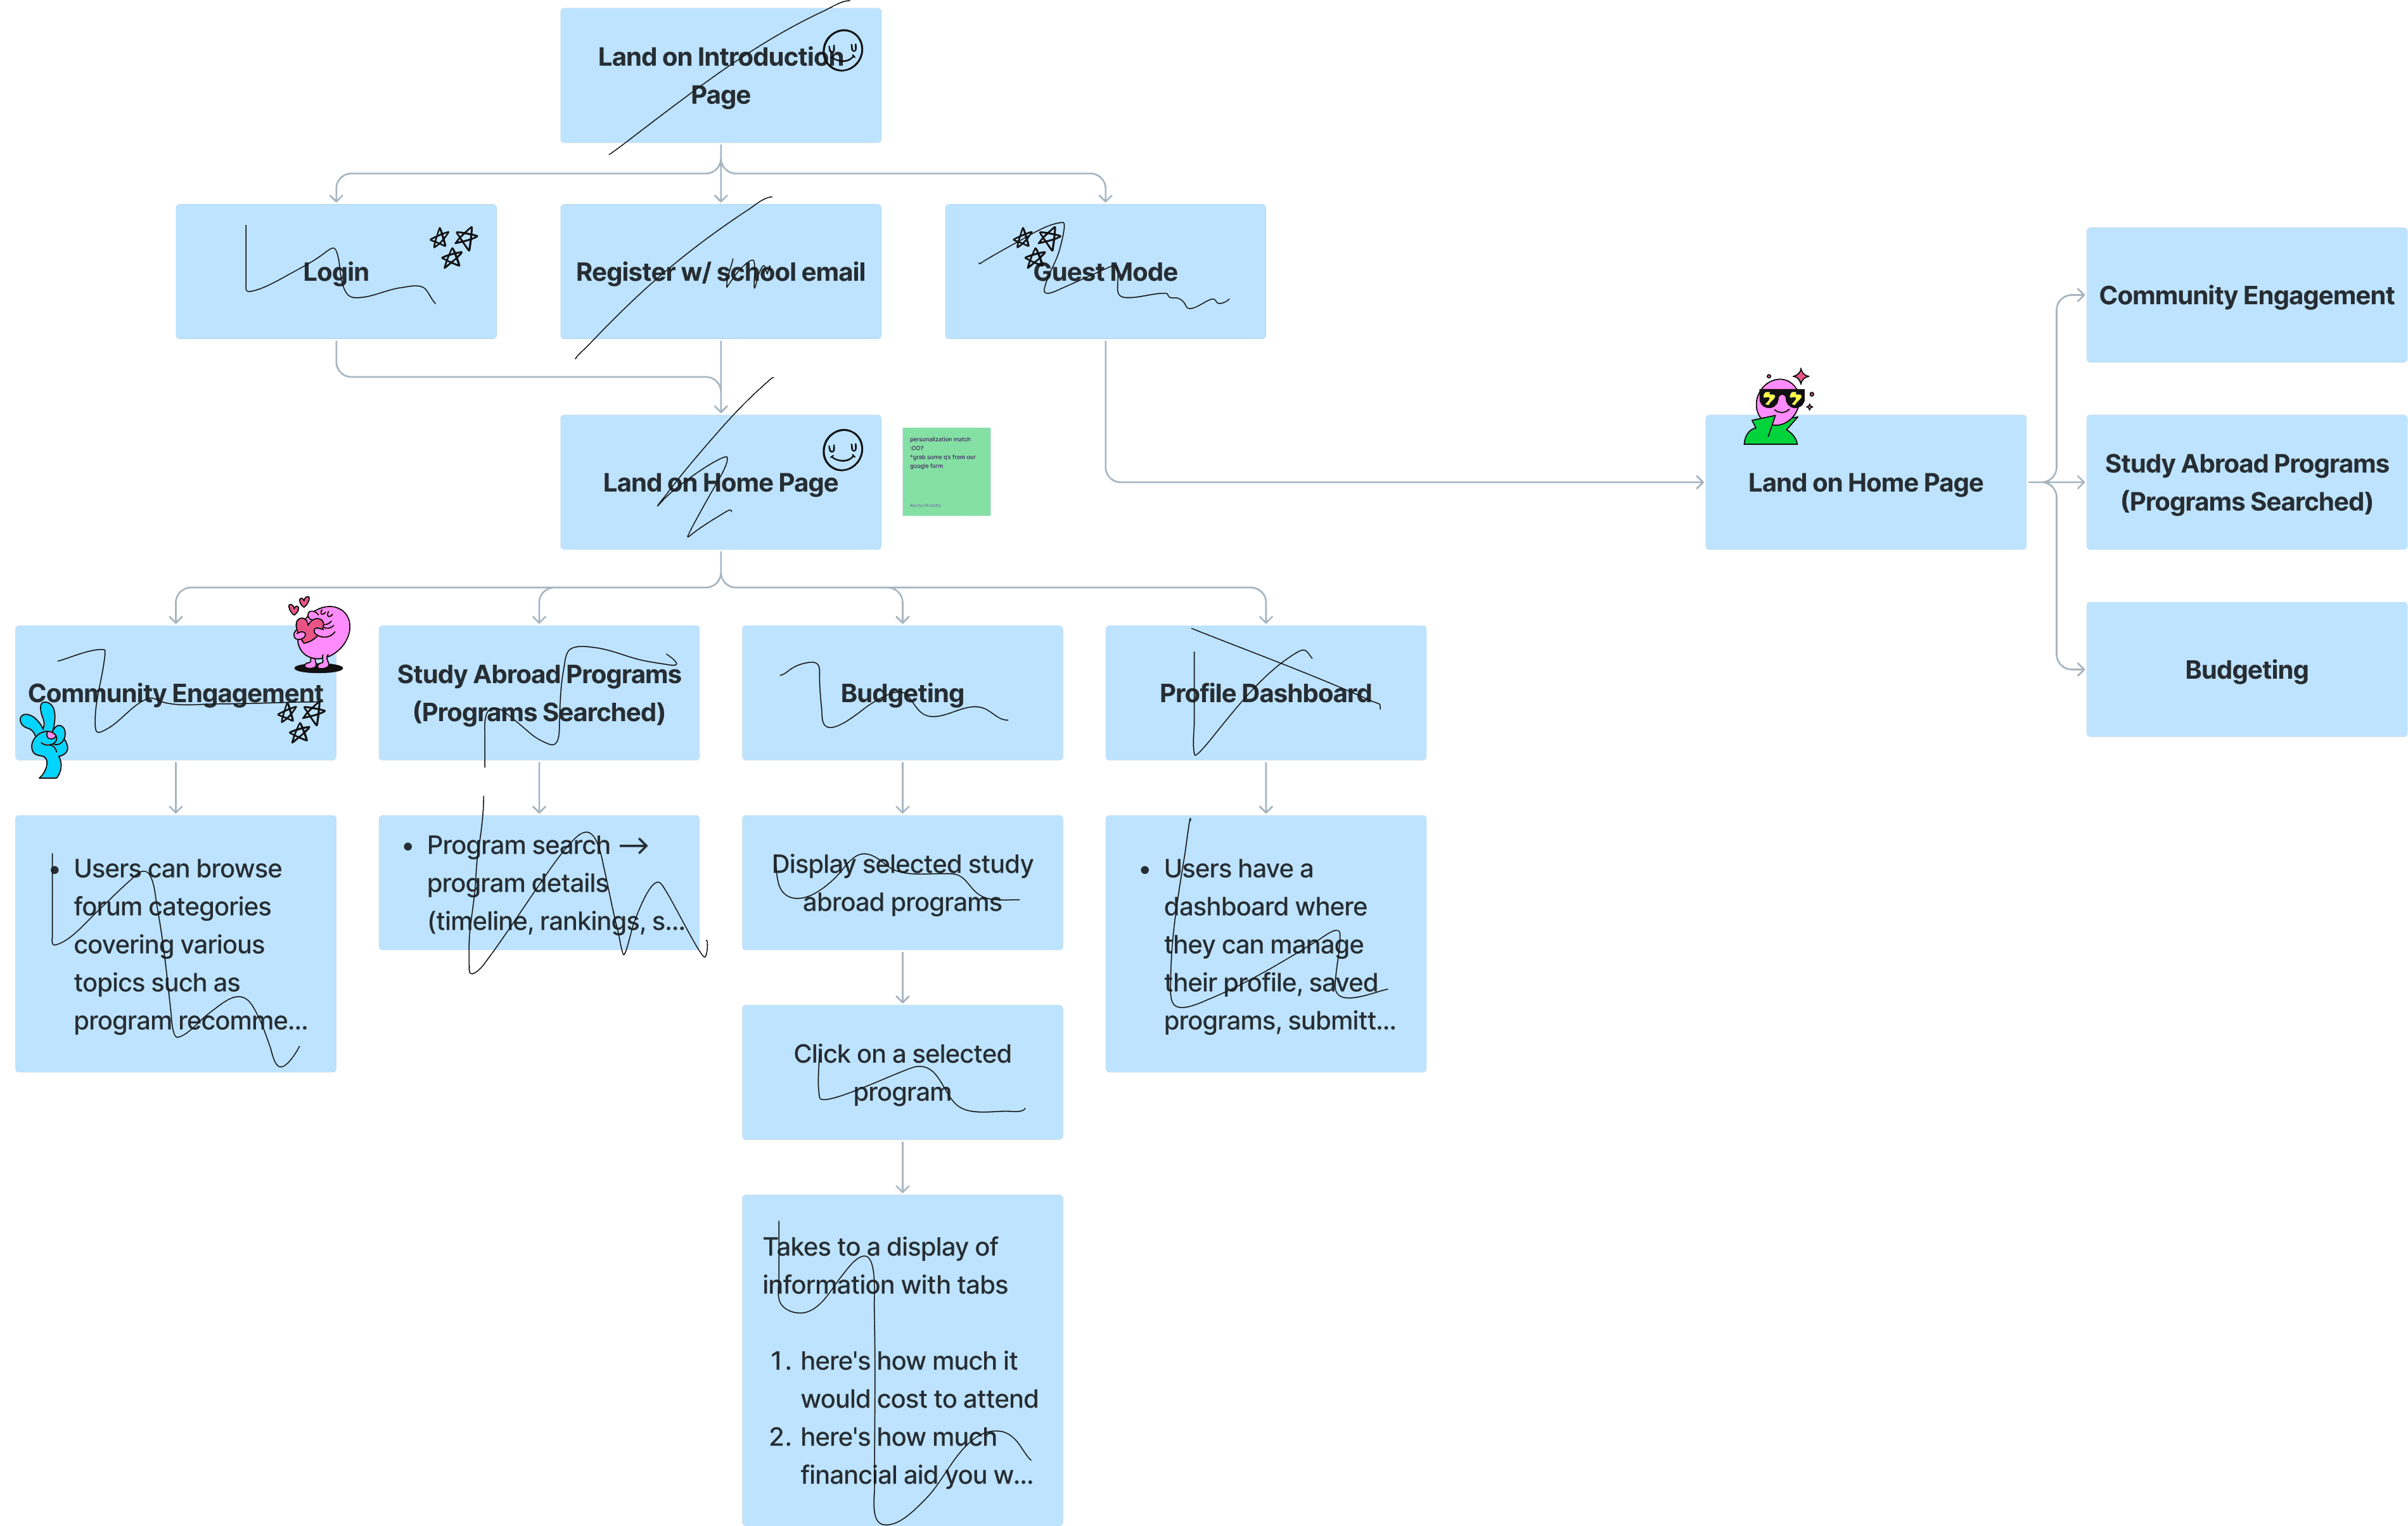 Land on Introduction
Page
Login
Register w/ school email
Guest Mode
Community Engagement
Land on Home Page
personalization match
:OO?
*grab some q's from our
google form
Land on Home Page
Study Abroad Programs
(Programs Searched)
Budgeting
Community Engagement
Study Abroad Programs
(Programs Searched)
Budgeting
Profile Dashboard
• Users can browse
forum categories
covering various
topics such as
program recomme...
• Program search →
program details
(timeline, rankings, s...
Display selected study
abroad programs
• Users have a
dashboard where
they can manage
their profile, saved
programs, submitt...
Click on a selected
program
Takes to a display of
information with tabs
1. here's how much it
would cost to attend
2. here's how much
financial aid you w...